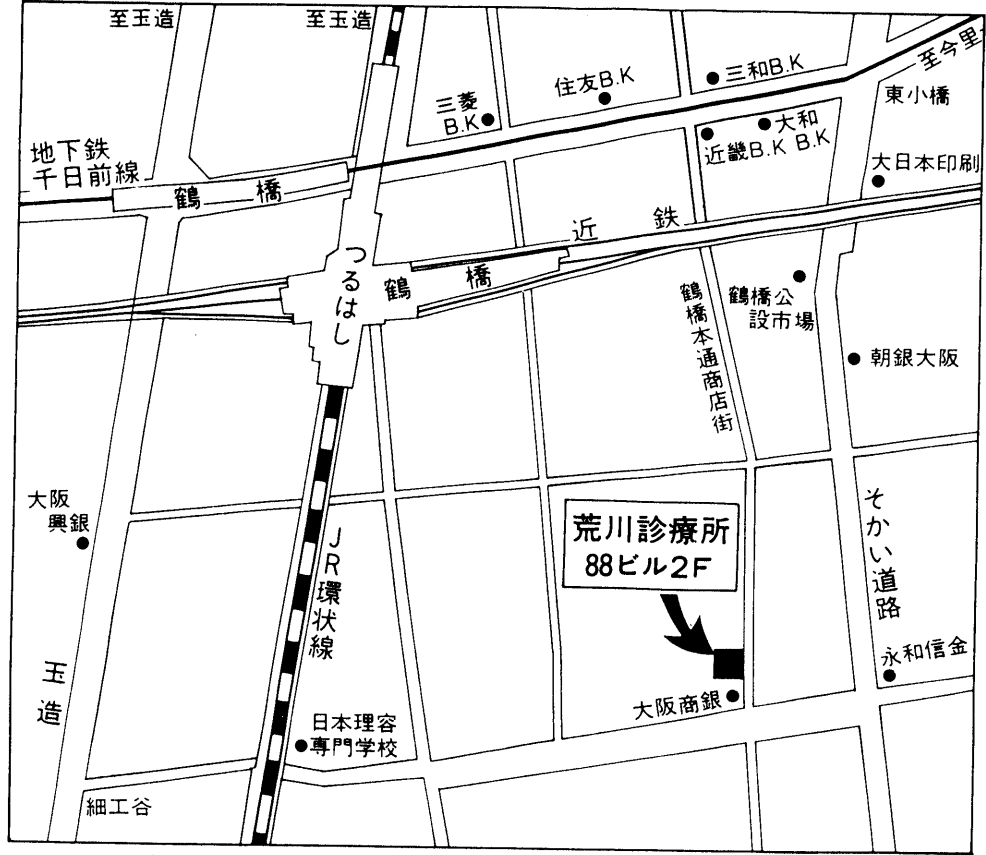 至玉造
至玉造
至今里
三和B.K
住友B.K
三菱
B.K
東小橋
大和
B.K
近畿B.K
地下鉄
千日前線
大日本印刷
鶴橋
近鉄
つるはし
鶴橋
鶴橋公
設市場
鶴橋本通商店街
朝銀大阪
大阪
興銀
そかい道路
荒川診療所
88ビル2F
JR環状線
永和信金
玉造
大阪商銀
日本理容
専門学校
細工谷